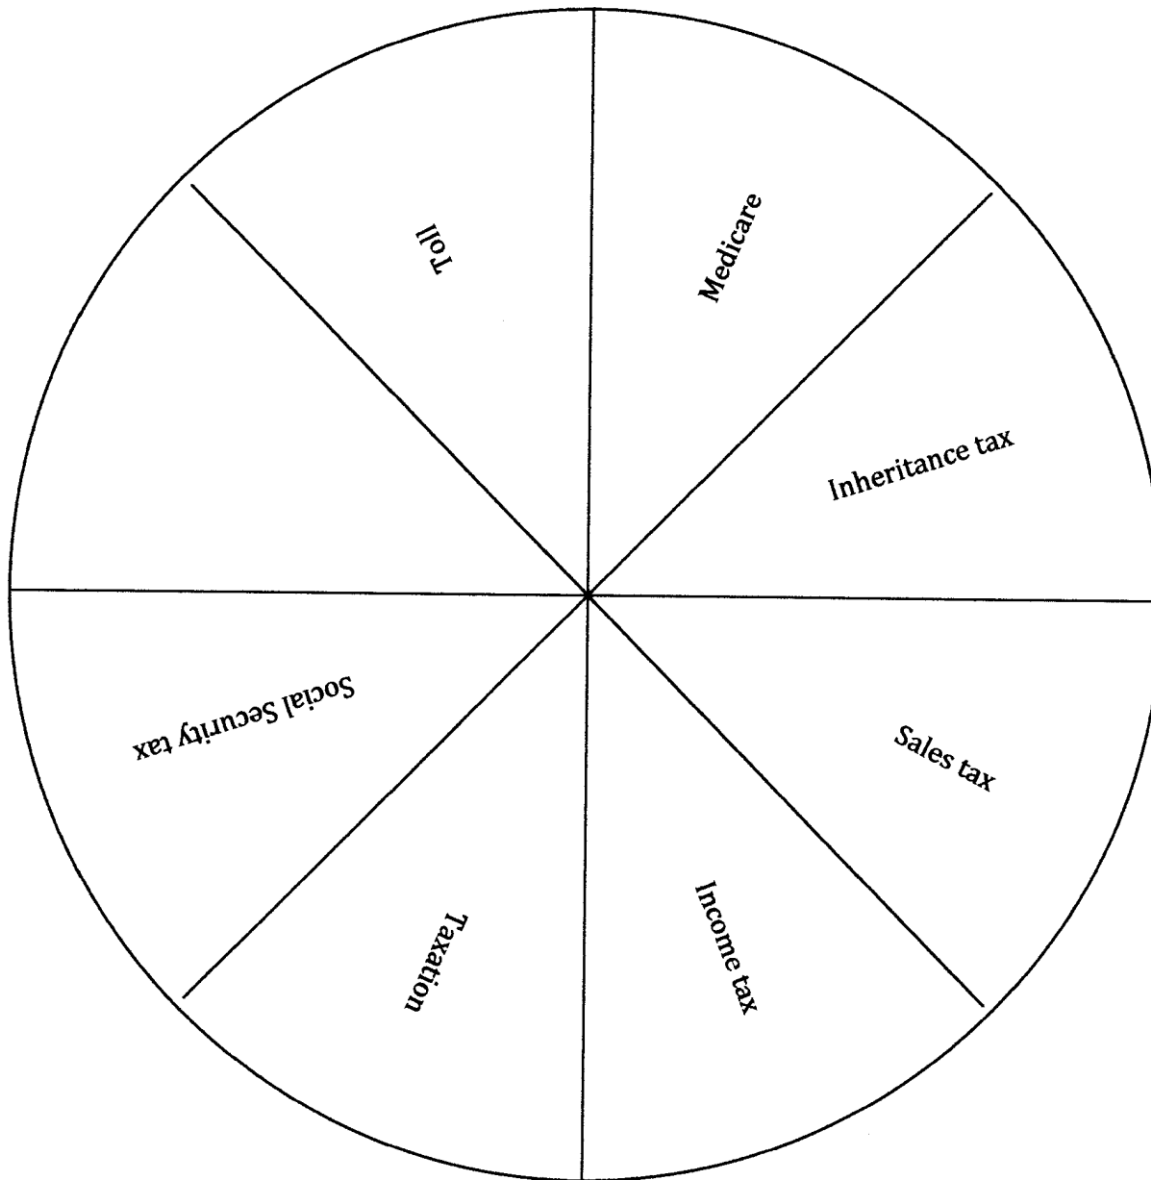 Toll
Medicare
Inheritance tax
Sales tax
Income tax
Taxation
Social Security tax